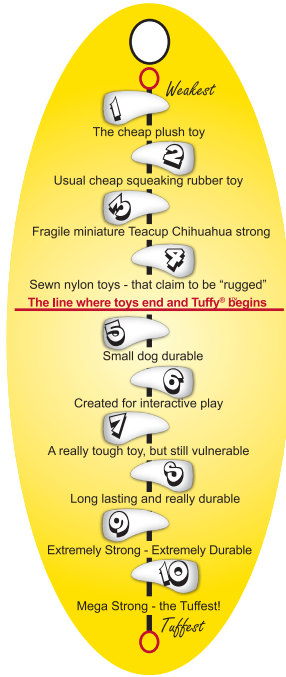 Weakest
1
The cheap plush toy
2
Usual cheap squeaking rubber toy
3
Fragile miniature Teacup Chihuahua strong
4
Sewn nylon toys - that claim to be “rugged”
The line where toys end and Tuffy® begins
5
Small dog durable
6
Created for interactive play
7
A really tough toy, but still vulnerable
8
Long lasting and really durable
9
Extremely Strong - Extremely Durable
10
Mega Strong - the Tuffest!
Tuffest